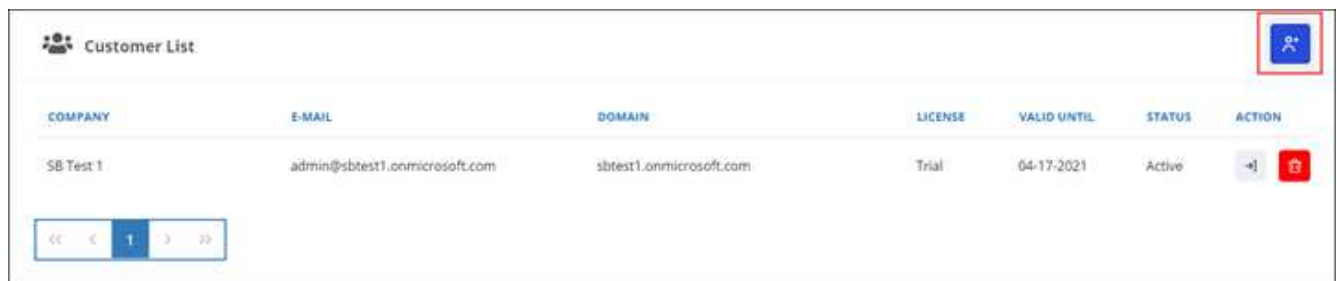 Customer List
COMPANY E-MAIL DOMAIN LICENSE VALID UNTIL STATUS ACTION
SB Test 1 admin@sbtest1.onmicrosoft.com sbtest1.onmicrosoft.com Trial 04-17-2021 Active
<< < 1 > >>